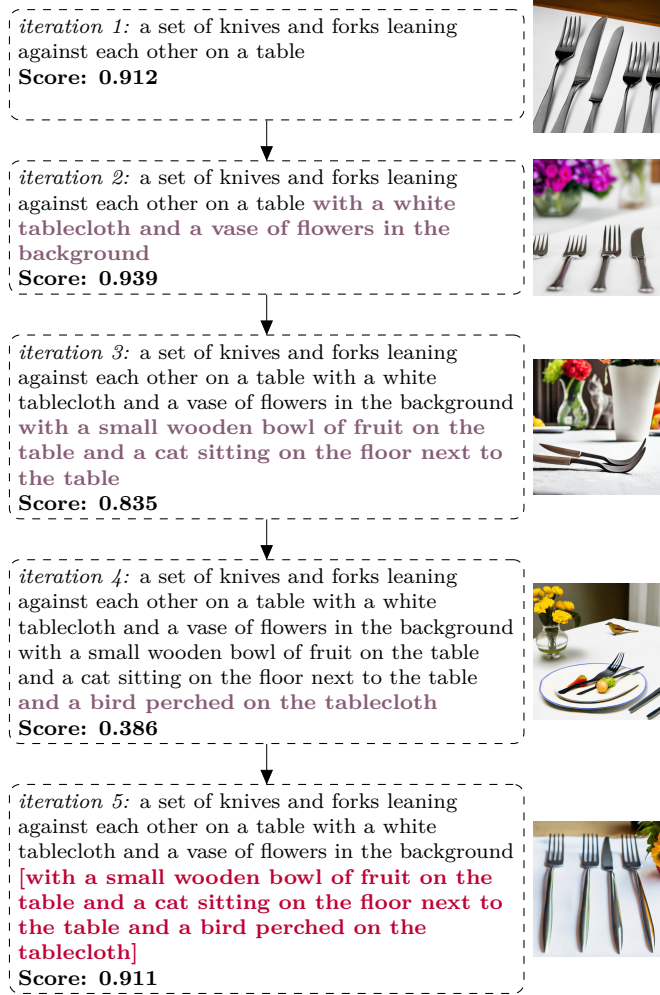 iteration 1: a set of knives and forks leaning
against each other on a table
Score: 0.912
iteration 2: a set of knives and forks leaning
against each other on a table with a white
tablecloth and a vase of flowers in the
background
Score: 0.939
iteration 3: a set of knives and forks leaning
against each other on a table with a white
tablecloth and a vase of flowers in the background
with a small wooden bowl of fruit on the
table and a cat sitting on the floor next to
the table
Score: 0.835
iteration 4: a set of knives and forks leaning
against each other on a table with a white
tablecloth and a vase of flowers in the background
with a small wooden bowl of fruit on the table
and a cat sitting on the floor next to the table
and a bird perched on the tablecloth
Score: 0.386
iteration 5: a set of knives and forks leaning
against each other on a table with a white
tablecloth and a vase of flowers in the background
[with a small wooden bowl of fruit on the
table and a cat sitting on the floor next to
the table and a bird perched on the
tablecloth]
Score: 0.911